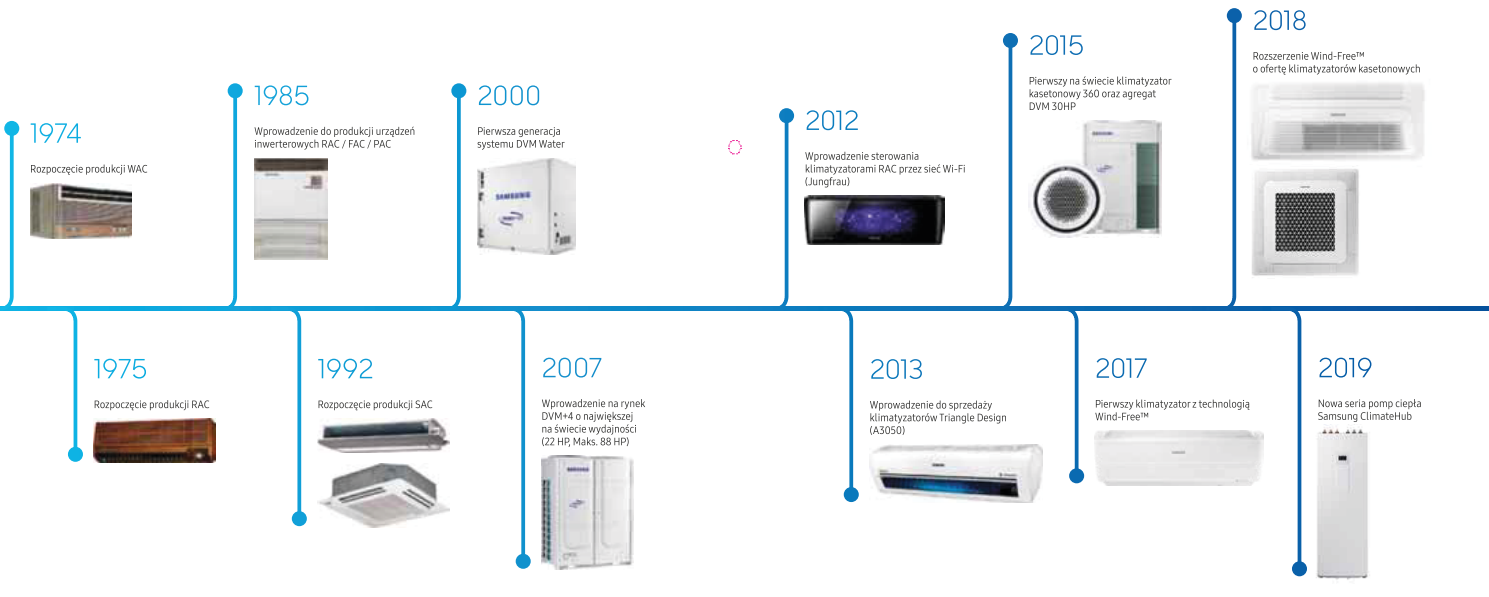 1974
Rozpoczęcie produkcji WAC
1975
Rozpoczęcie produkcji RAC
1985
Wprowadzenie do produkcji urządzeń
inwerterowych RAC / FAC / PAC
1992
Rozpoczęcie produkcji SAC
2000
Pierwsza generacja
systemu DVM Water
SAMSUNG
2007
Wprowadzenie na rynek
DVM+4 o największej
na świecie wydajności
(22 HP, Maks. 88 HP)
SAMSUNG
2012
Wprowadzenie sterowania
klimatyzatorami RAC przez sieć Wi-Fi
(Jungfrau)
2013
Wprowadzenie do sprzedaży
klimatyzatorów Triangle Design
(A3050)
2015
Pierwszy na świecie klimatyzator
kasetonowy 360 oraz agregat
DVM 30HP
SAMSUNG
2017
Pierwszy klimatyzator z technologią
Wind-Free™
2018
Rozszerzenie Wind-Free™
o ofertę klimatyzatorów kasetonowych
2019
Nowa seria pomp ciepła
Samsung ClimateHub